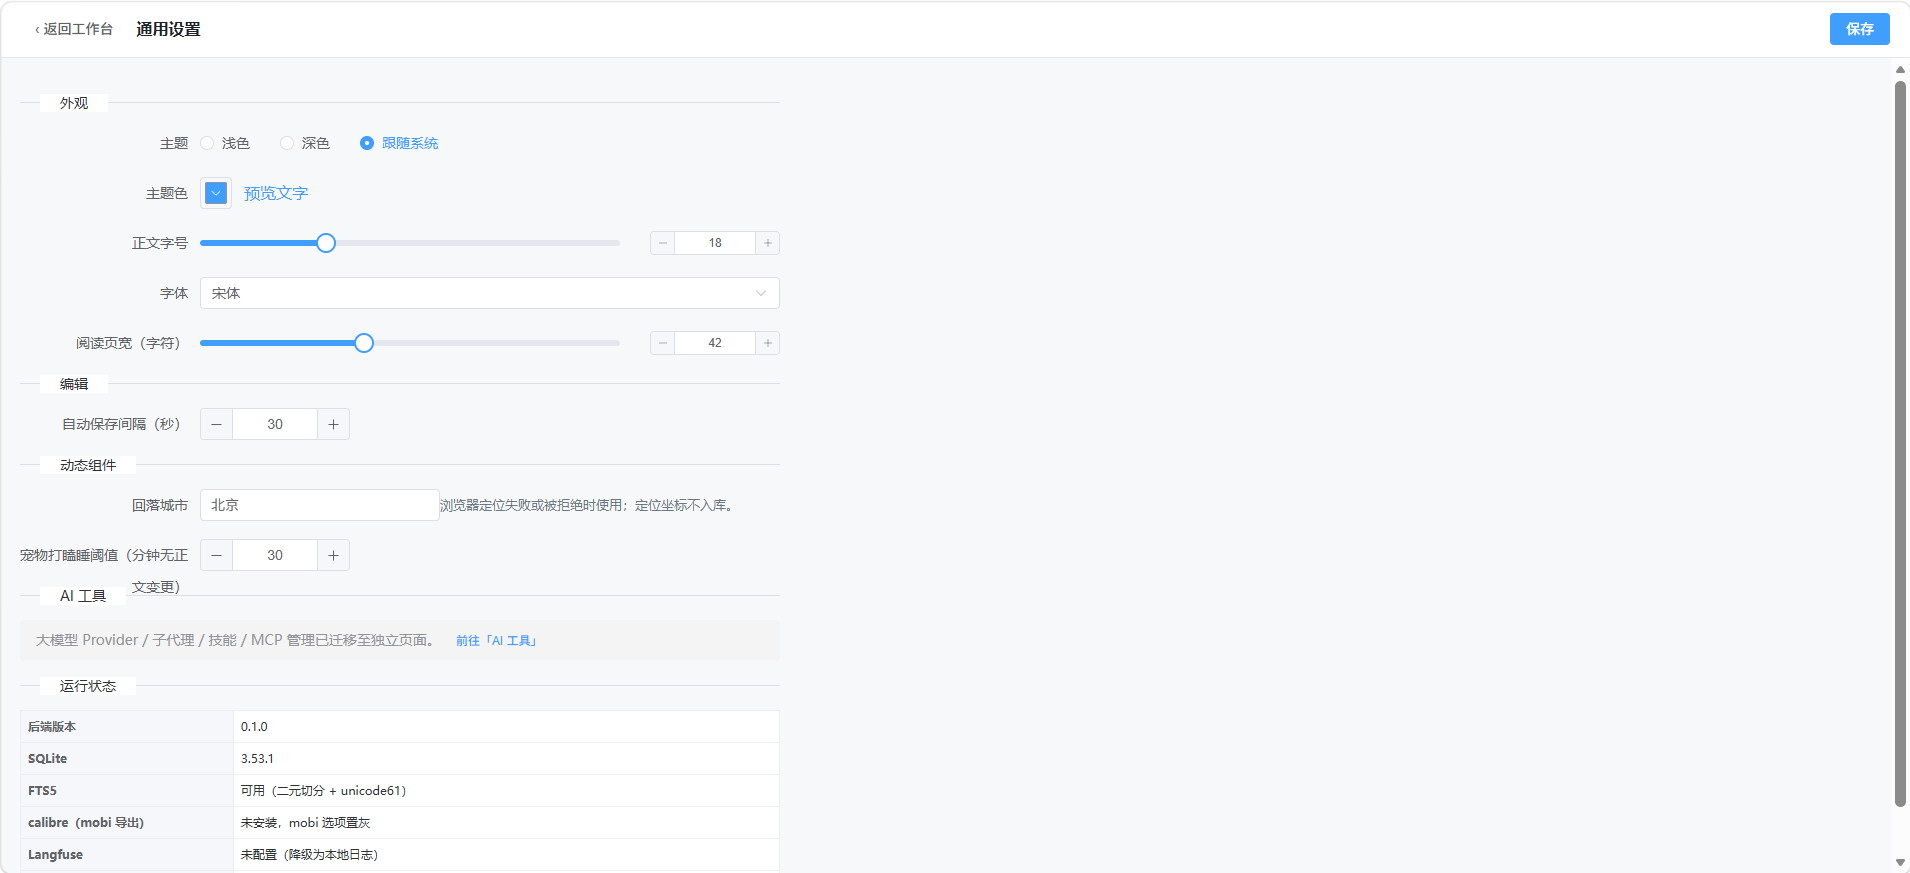 ‹ 返回工作台 通用设置 保存
外观
主题 浅色 深色 跟随系统
主题色 预览文字
正文字号 18
字体 宋体
阅读页宽（字符） 42
编辑
自动保存间隔（秒） 30
动态组件
回落城市 北京 浏览器定位失败或被拒绝时使用；定位坐标不入库。
宠物打瞌睡阈值（分钟无正 30
文变更）
AI 工具
大模型 Provider / 子代理 / 技能 / MCP 管理已迁移至独立页面。 前往「AI 工具」
运行状态
后端版本 0.1.0
SQLite 3.53.1
FTS5 可用（二元切分 + unicode61）
calibre（mobi 导出） 未安装，mobi 选项置灰
Langfuse 未配置（降级为本地日志）